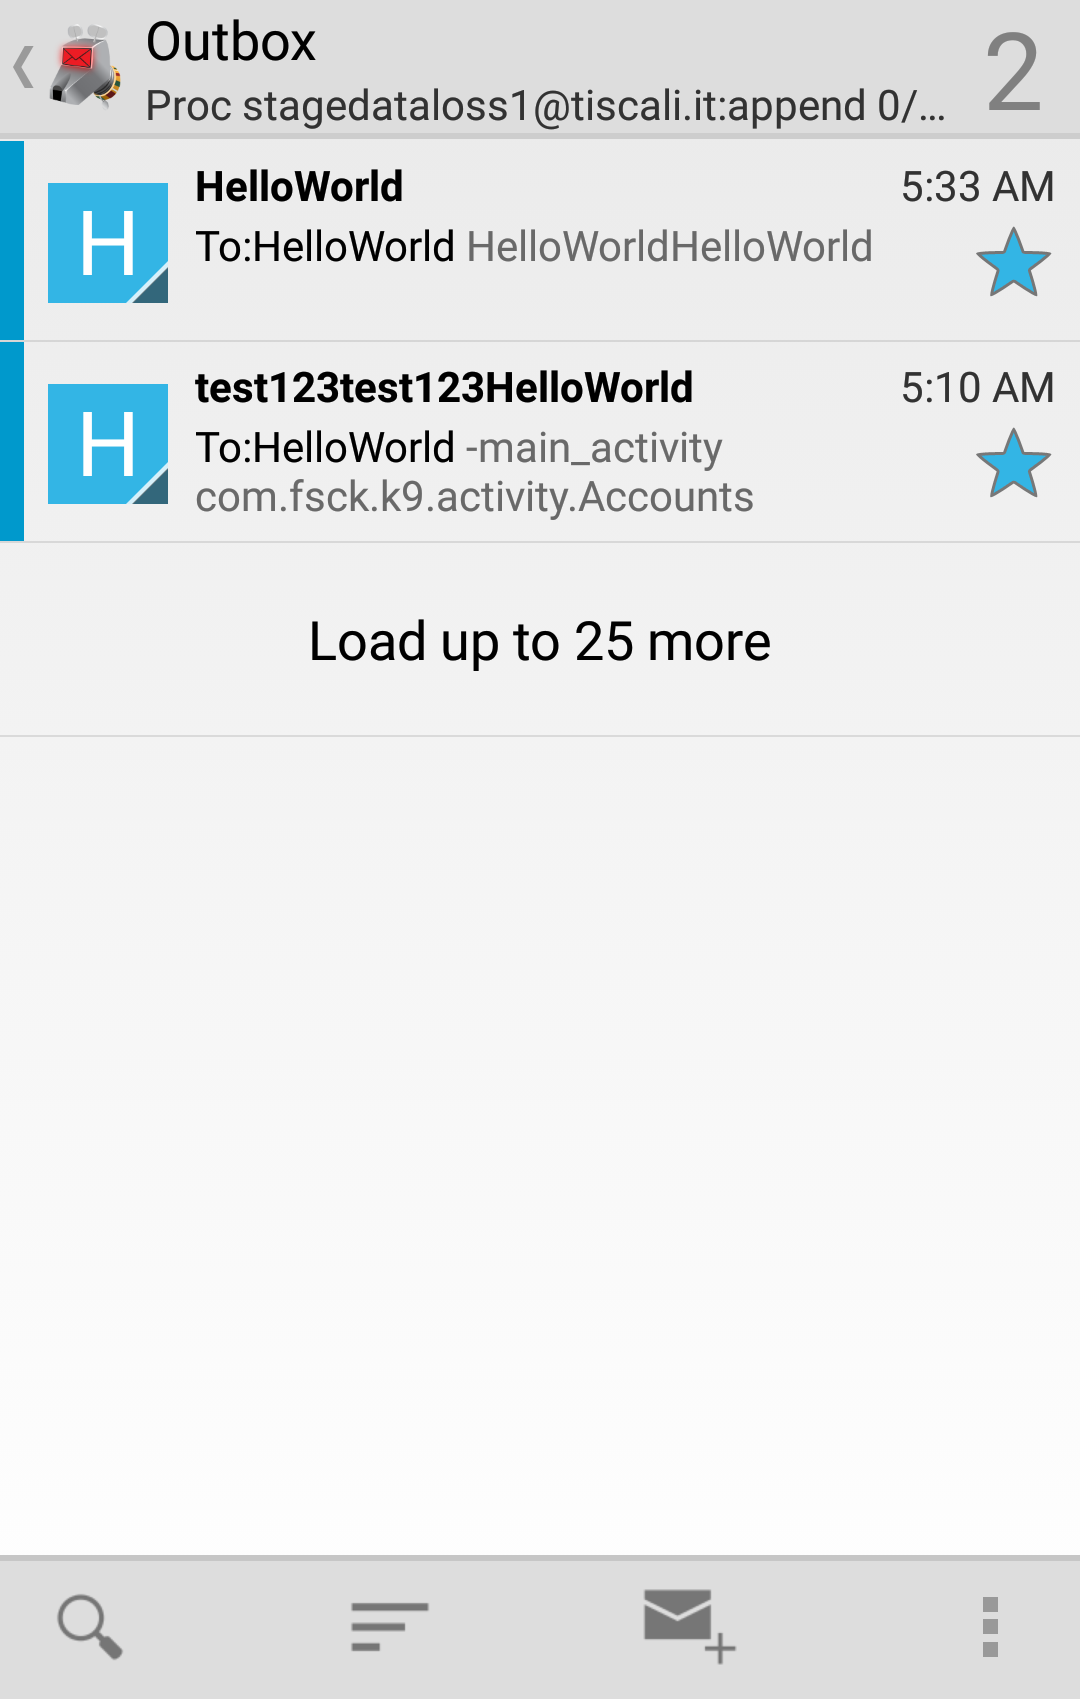 Outbox
2
Proc stagedataloss1@tiscali.it:append 0/...
HelloWorld
5:33 AM
H
To:HelloWorld HelloWorldHelloWorld
test123test123HelloWorld
5:10 AM
H
To:HelloWorld -main_activity
com.fsck.k9.activity.Accounts
Load up to 25 more